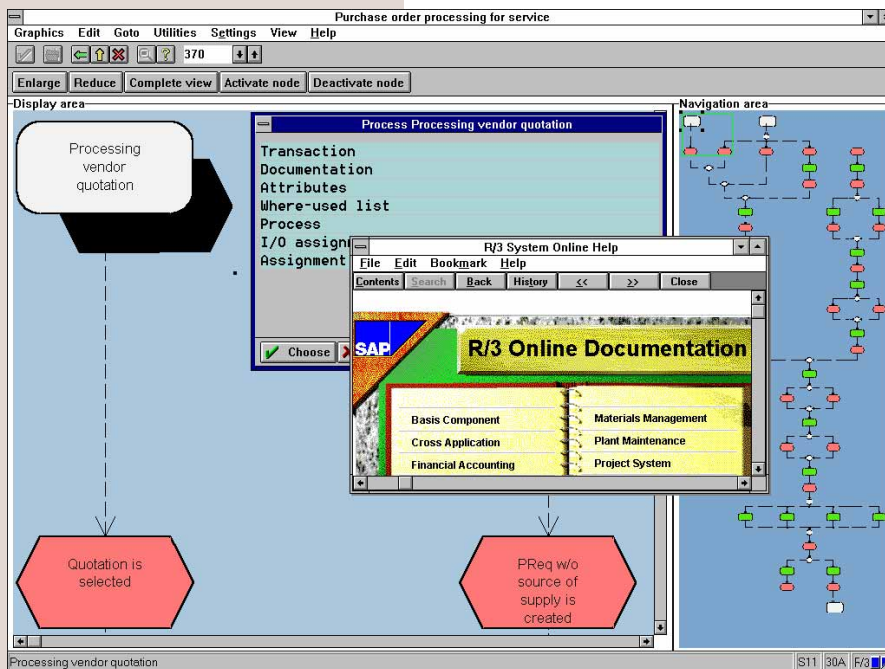 Purchase order processing for service
Graphics Edit Goto Utilities Settings View Help
370
Enlarge Reduce Complete view Activate node Deactivate node
Display area
Navigation area
Processing
vendor
quotation
Process Processing vendor quotation
Transaction
Documentation
Attributes
Where-used list
Process
I/O assignm
Assignment
Choose
R/3 System Online Help
File Edit Bookmark Help
Contents Search Back History << >> Close
SAP
R/3 Online Documentation
Basis Component
Cross Application
Financial Accounting
Materials Management
Plant Maintenance
Project System
Quotation is
selected
PReq w/o
source of
supply is
created
Processing vendor quotation
S11 30A F/3